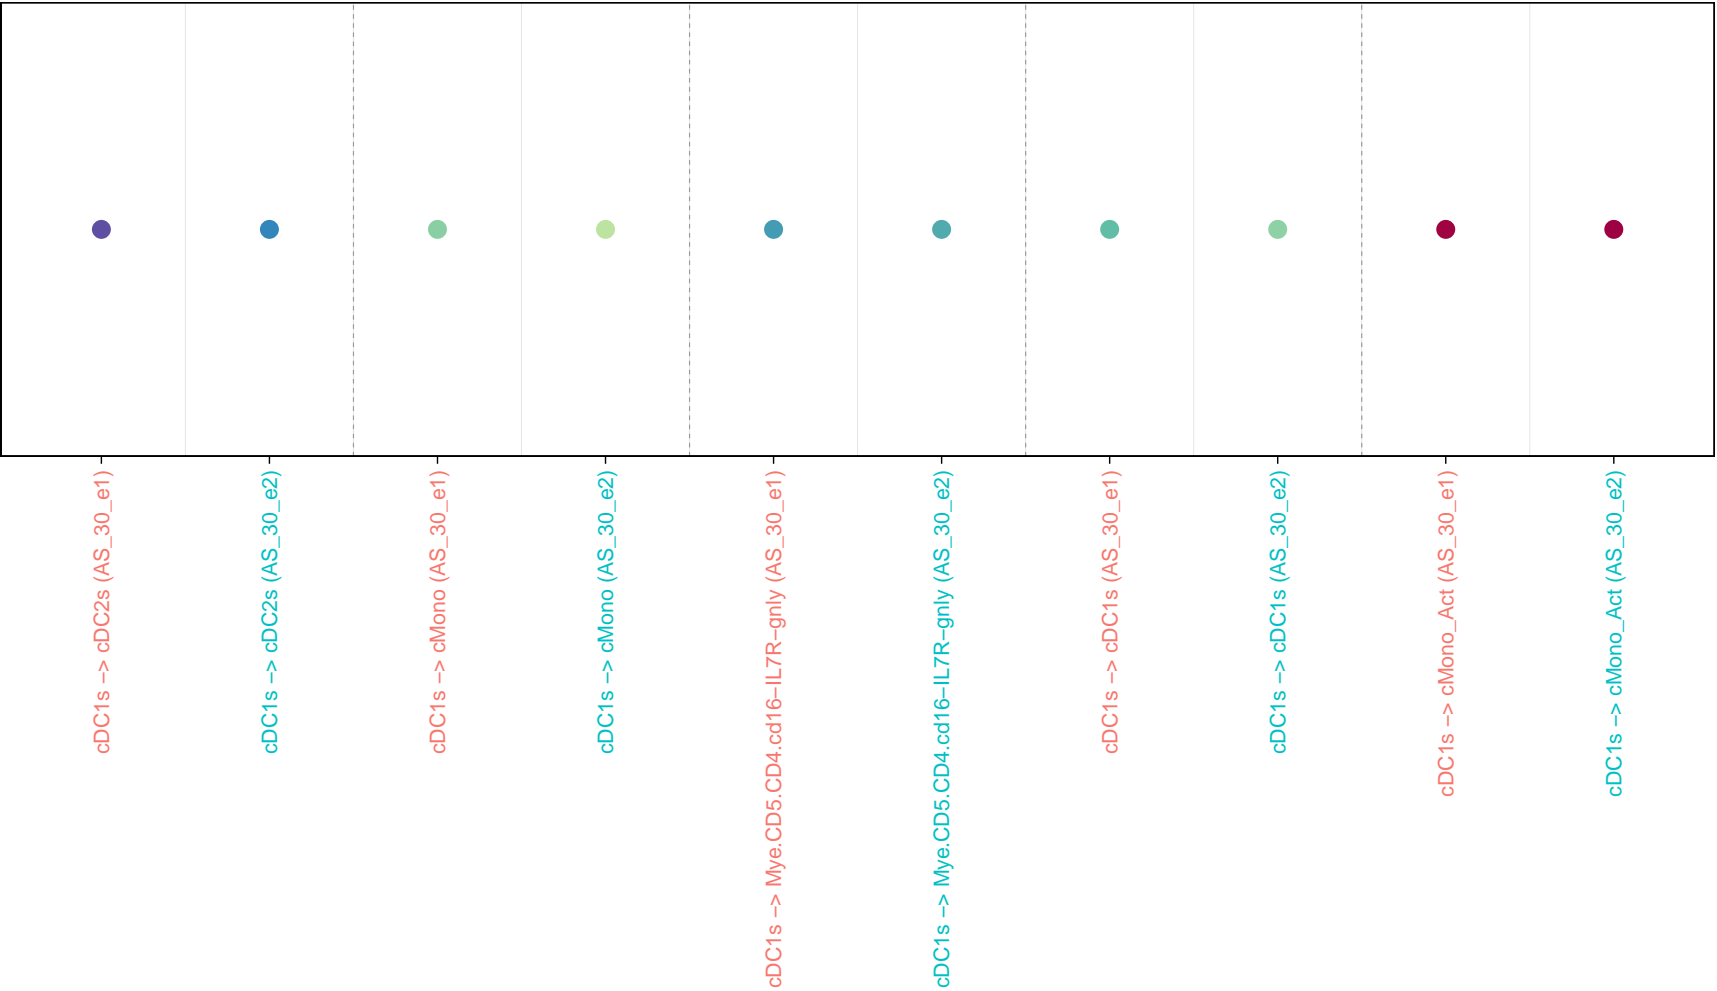 cDC1s −> cDC2s (AS_30_e1)
cDC1s −> cDC2s (AS_30_e2)
cDC1s −> cMono (AS_30_e1)
cDC1s −> cMono (AS_30_e2)
cDC1s −> Mye.CD5.CD4.cd16−IL7R−gnly (AS_30_e1)
cDC1s −> Mye.CD5.CD4.cd16−IL7R−gnly (AS_30_e2)
cDC1s −> cDC1s (AS_30_e1)
cDC1s −> cDC1s (AS_30_e2)
cDC1s −> cMono_Act (AS_30_e1)
cDC1s −> cMono_Act (AS_30_e2)